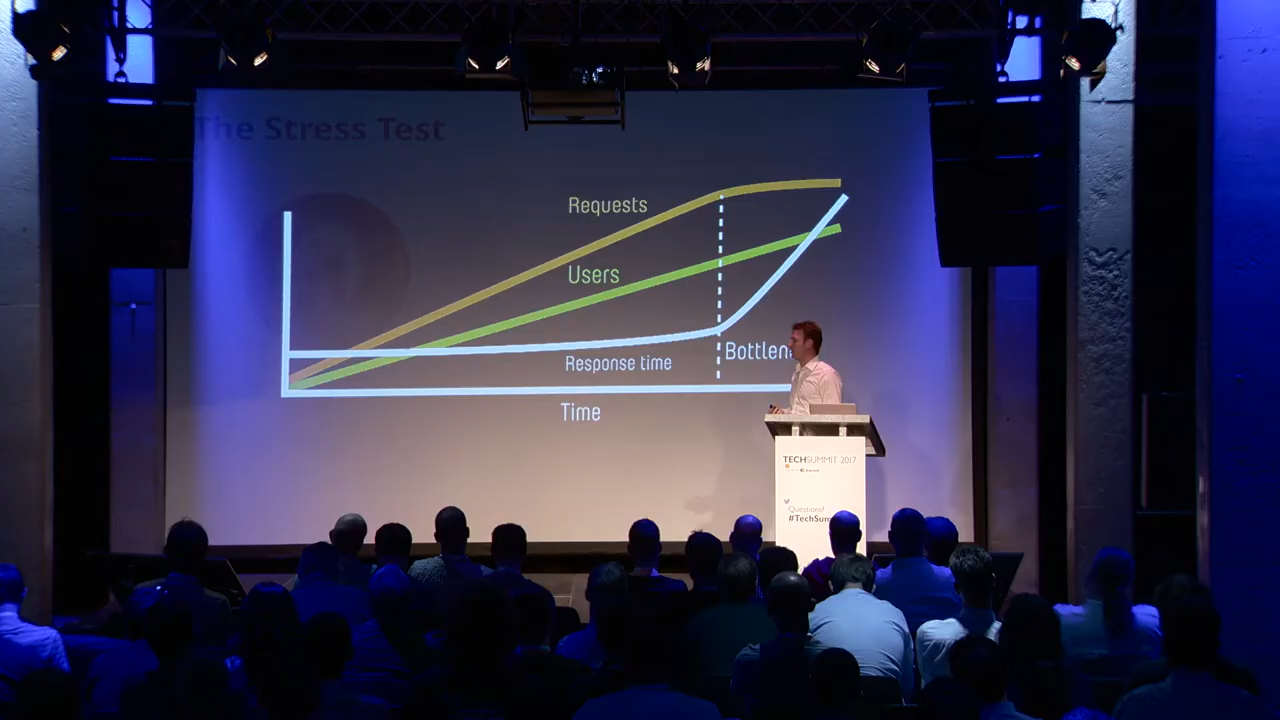 The Stress Test
Requests
Users
Response time
Bottlen
Time
TECHSUMMIT 2017
Questions?
#TechSum